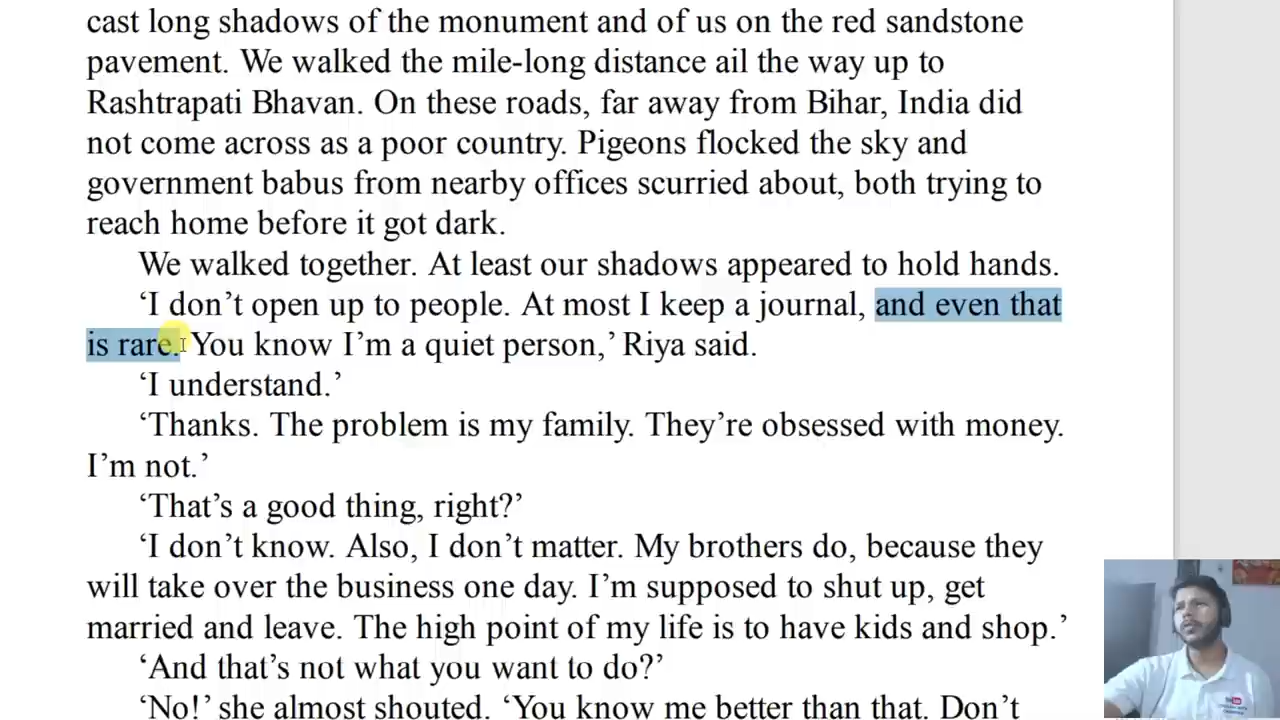 cast long shadows of the monument and of us on the red sandstone
pavement. We walked the mile-long distance ail the way up to
Rashtrapati Bhavan. On these roads, far away from Bihar, India did
not come across as a poor country. Pigeons flocked the sky and
government babus from nearby offices scurried about, both trying to
reach home before it got dark.
We walked together. At least our shadows appeared to hold hands.
‘I don’t open up to people. At most I keep a journal, and even that
is rare. You know I’m a quiet person,’ Riya said.
‘I understand.’
‘Thanks. The problem is my family. They’re obsessed with money.
I’m not.’
‘That’s a good thing, right?’
‘I don’t know. Also, I don’t matter. My brothers do, because they
will take over the business one day. I’m supposed to shut up, get
married and leave. The high point of my life is to have kids and shop.’
‘And that’s not what you want to do?’
‘No!’ she almost shouted. ‘You know me better than that. Don’t